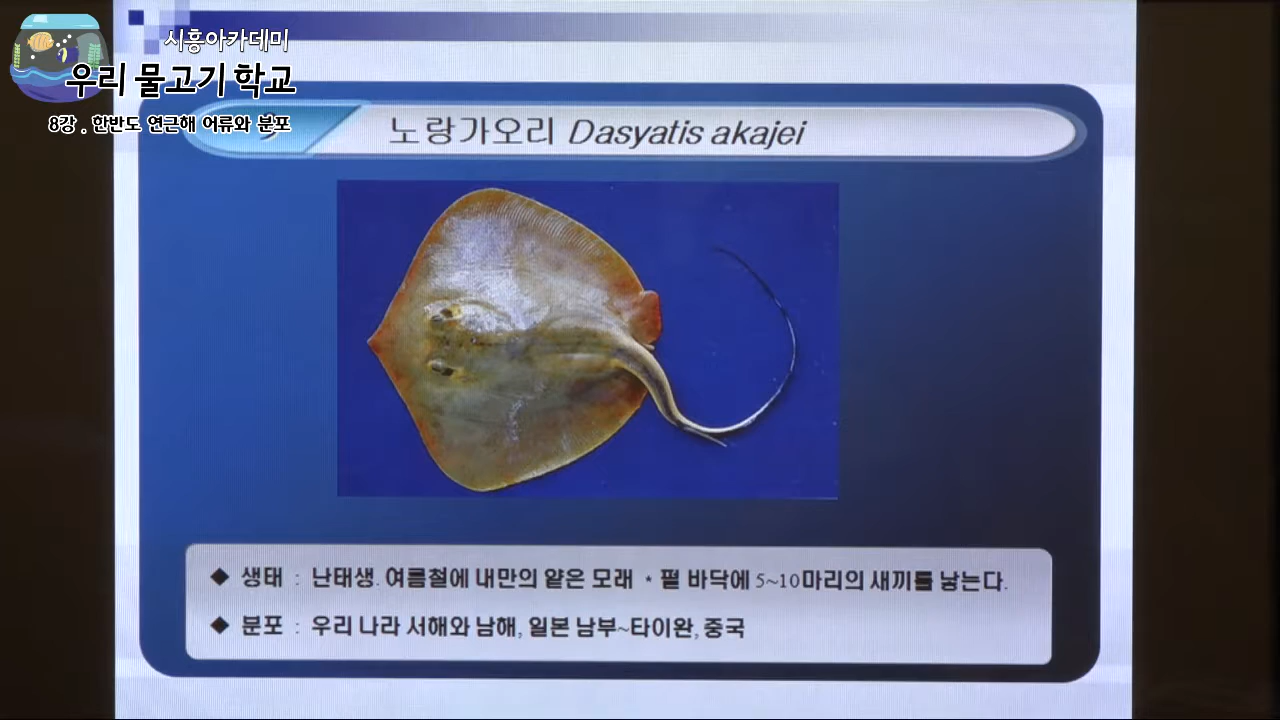 시흥아카데미
우리 물고기 학교
8강 . 한반도 연근해 어류와 분포
노랑가오리 Dasyatis akajei
◆ 생태 : 난태생. 여름철에 내만의 얕은 모래 * 펄 바닥에 5~10마리의 새끼를 낳는다.
◆ 분포 : 우리 나라 서해와 남해, 일본 남부~타이완, 중국